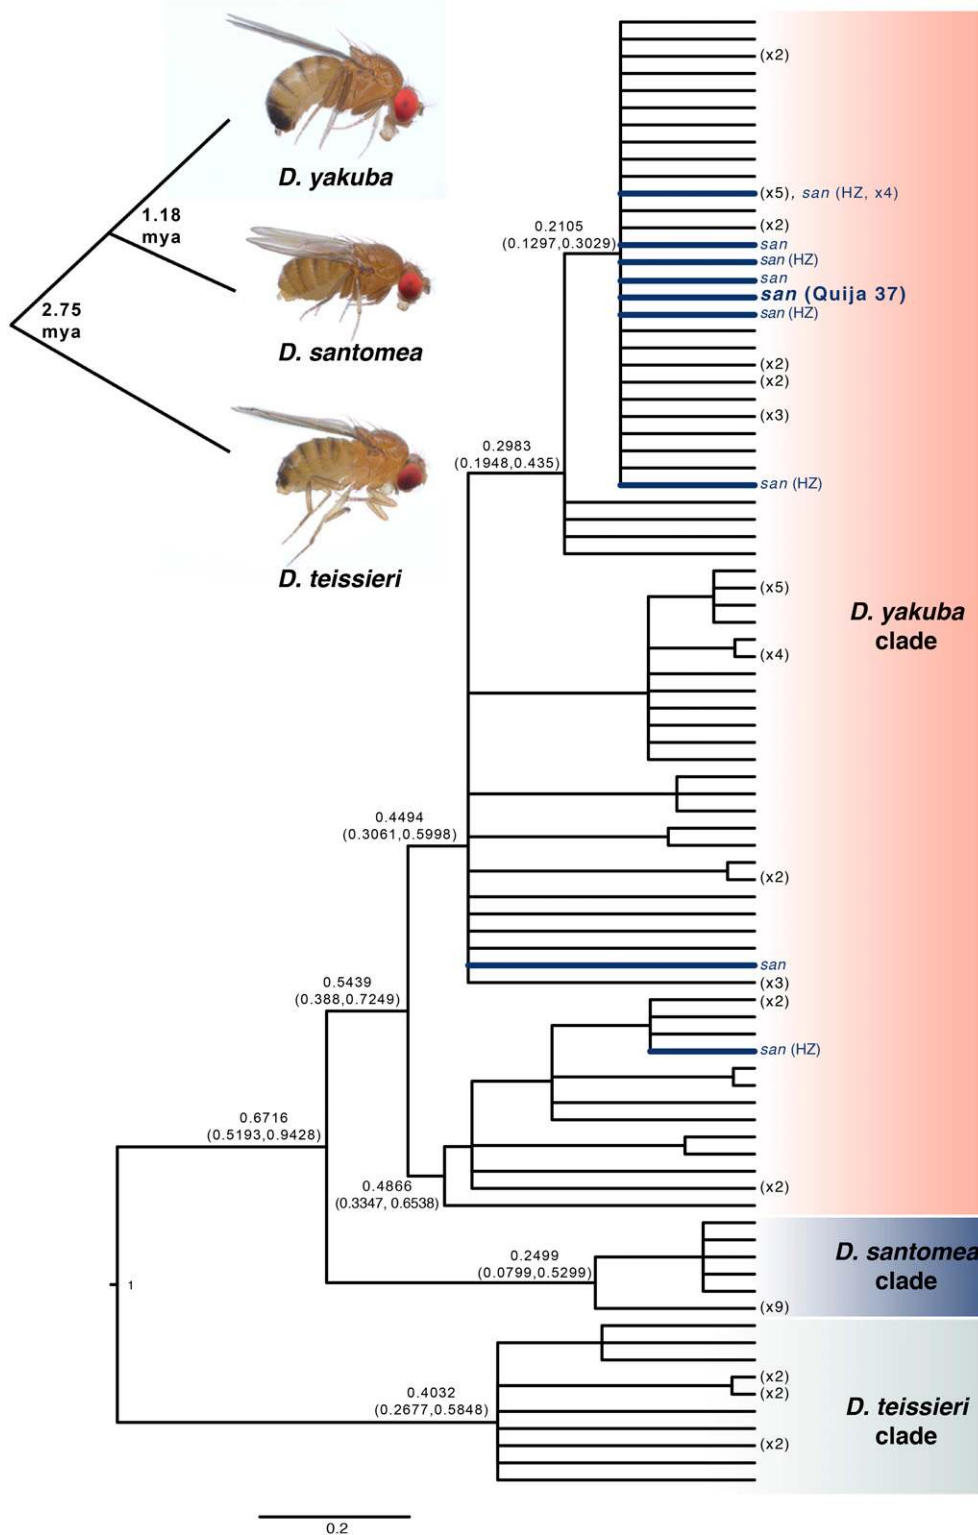 D. yakuba
1.18
mya
D. santomea
2.75
mya
D. teissieri
(x2)
(x5), san (HZ, x4)
(x2)
0.2105
(0.1297,0.3029)
san
san (HZ)
san
san (Quija 37)
san (HZ)
(x2)
(x2)
(x3)
0.2983
(0.1948,0.435)
san (HZ)
(x5)
D. yakuba
clade
(x4)
0.4494
(0.3061,0.5998)
(x2)
san
(x3)
0.5439
(0.388,0.7249)
(x2)
san (HZ)
0.6716
(0.5193,0.9428)
0.4866
(0.3347, 0.6538)
(x2)
0.2499
(0.0799,0.5299)
D. santomea
clade
1
(x9)
(x2)
(x2)
0.4032
(0.2677,0.5848)
D. teissieri
clade
(x2)
0.2